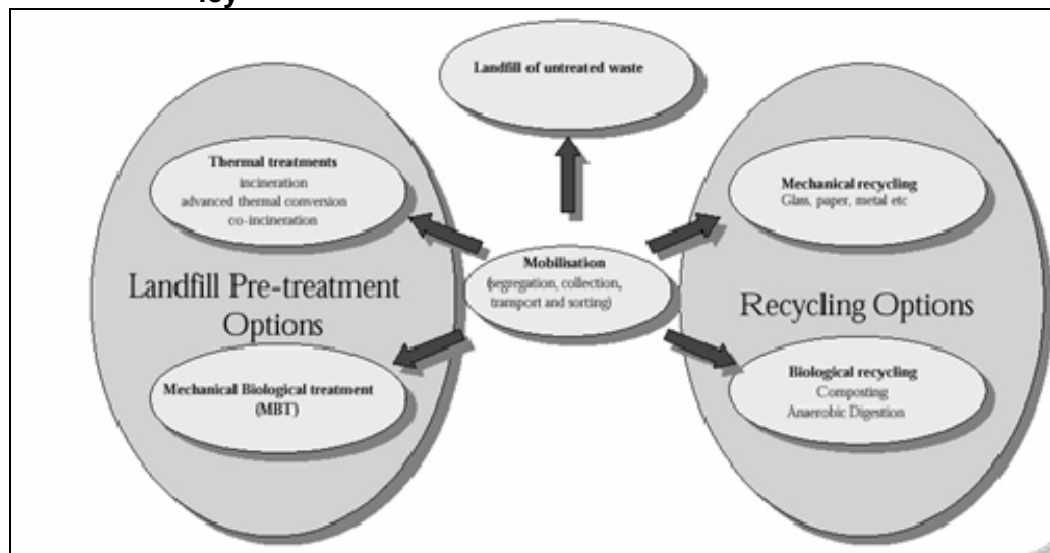 Landfill of untreated waste
Thermal treatments
incineration
advanced thermal conversion
co-incineration
Landfill Pre-treatment
Options
Mechanical Biological treatment
(MBT)
Mobilisation
(segregation, collection,
transport and sorting)
Mechanical recycling
Glass, paper, metal etc
Recycling Options
Biological recycling
Composting
Anaerobic Digestion